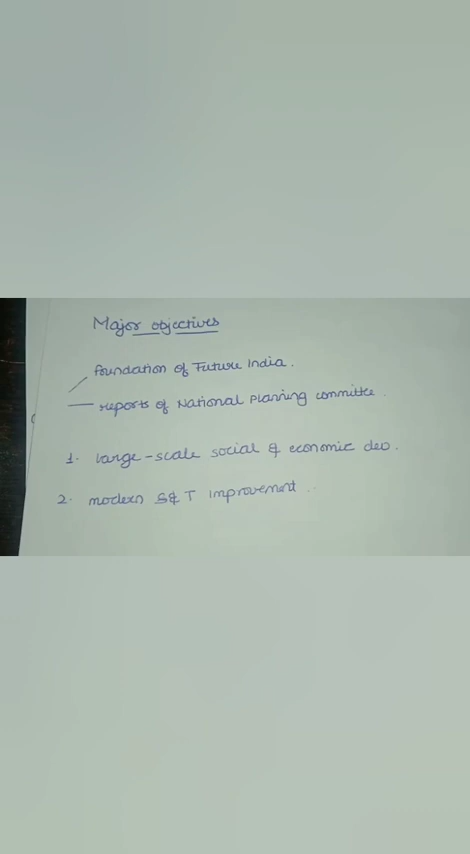 Major objectives
foundation of Future India.
reports of National planning committee.
1. large-scale social & economic dev.
2. modern S&T improvement